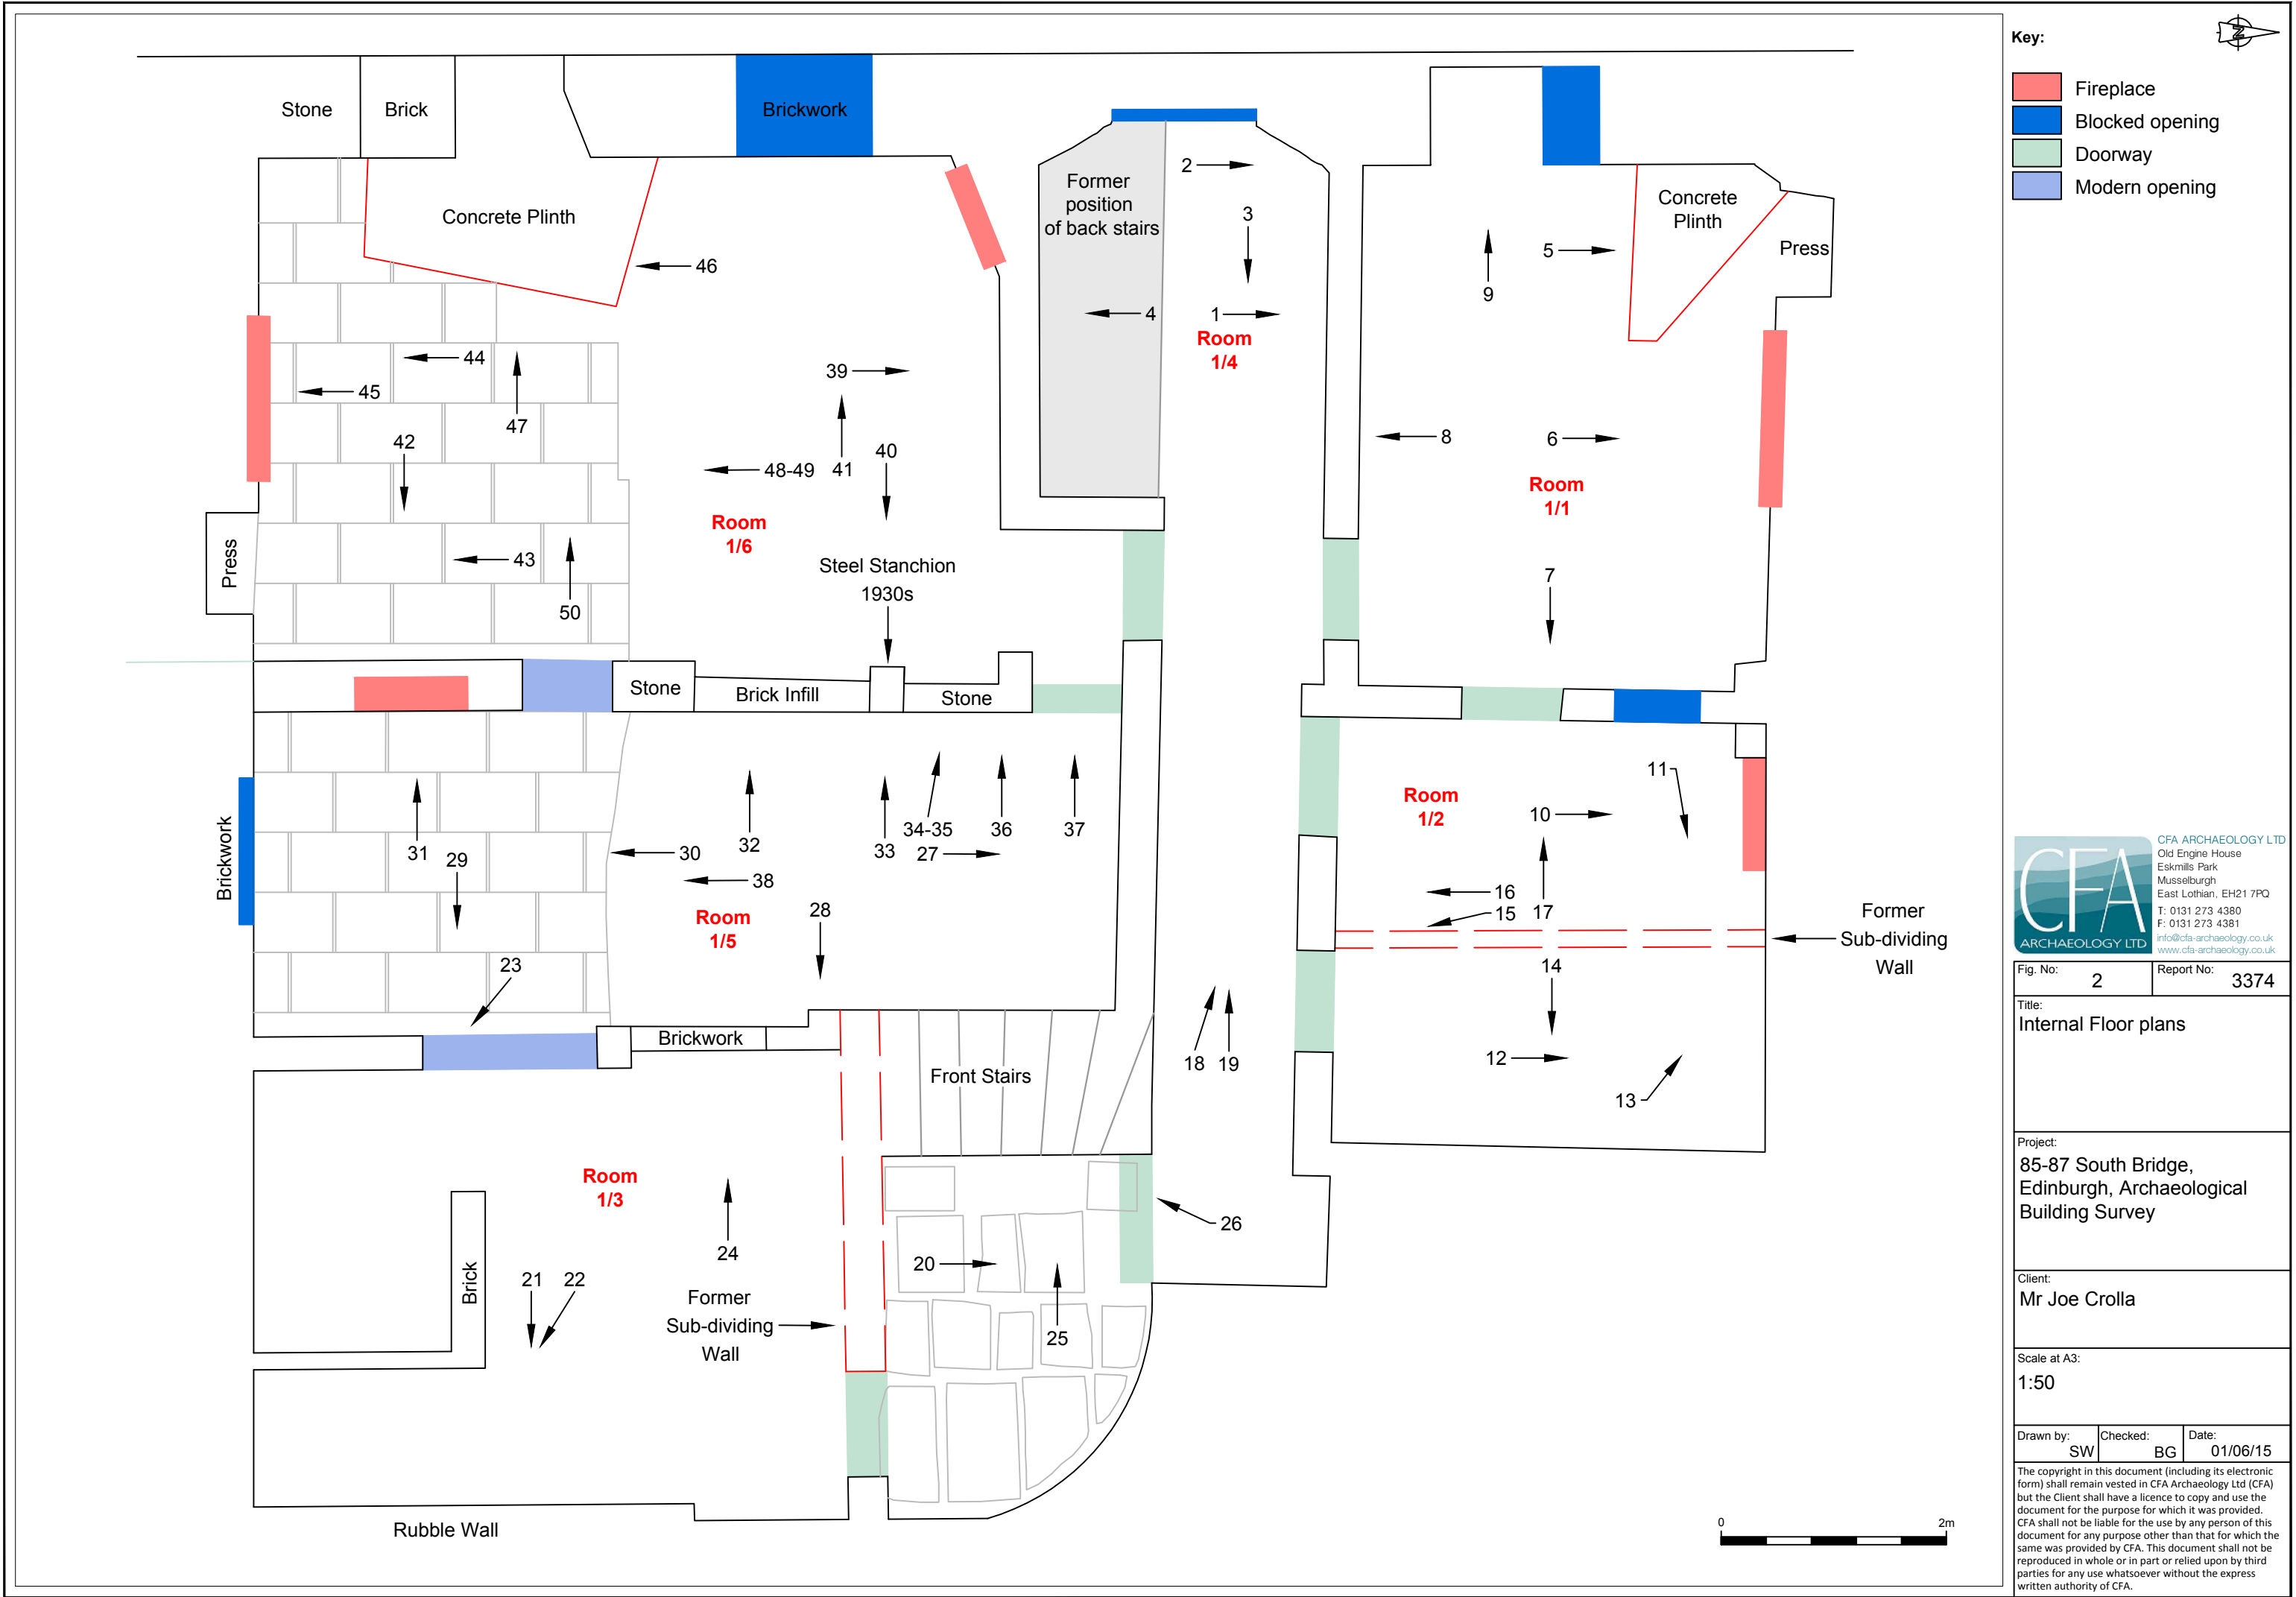 Key:
N
Fireplace
Blocked opening
Doorway
Modern opening
Stone
Brick
Brickwork
Concrete Plinth
Former
position
of back stairs
2
3
4
1
Room
1/4
Concrete
Plinth
Press
5
9
8
6
Room
1/1
7
46
44
45
47
42
39
48-49
41
40
Room
1/6
43
50
Press
Steel Stanchion
1930s
Stone
Brick Infill
Stone
11
10
Room
1/2
16
15
17
14
12
13
Former
Sub-dividing
Wall
Brickwork
31
29
30
32
38
33
34-35
27
36
37
28
Room
1/5
23
Brickwork
Front Stairs
18
19
26
Room
1/3
24
20
25
Brick
21
22
Former
Sub-dividing
Wall
Rubble Wall
0
2m
CFA
ARCHAEOLOGY LTD
CFA ARCHAEOLOGY LTD
Old Engine House
Eskmills Park
Musselburgh
East Lothian, EH21 7PQ
T: 0131 273 4380
F: 0131 273 4381
info@cfa-archaeology.co.uk
www.cfa-archaeology.co.uk
Fig. No:
2
Report No:
3374
Title:
Internal Floor plans
Project:
85-87 South Bridge,
Edinburgh, Archaeological
Building Survey
Client:
Mr Joe Crolla
Scale at A3:
1:50
Drawn by:
SW
Checked:
BG
Date:
01/06/15
The copyright in this document (including its electronic
form) shall remain vested in CFA Archaeology Ltd (CFA)
but the Client shall have a licence to copy and use the
document for the purpose for which it was provided.
CFA shall not be liable for the use by any person of this
document for any purpose other than that for which the
same was provided by CFA. This document shall not be
reproduced in whole or in part or relied upon by third
parties for any use whatsoever without the express
written authority of CFA.